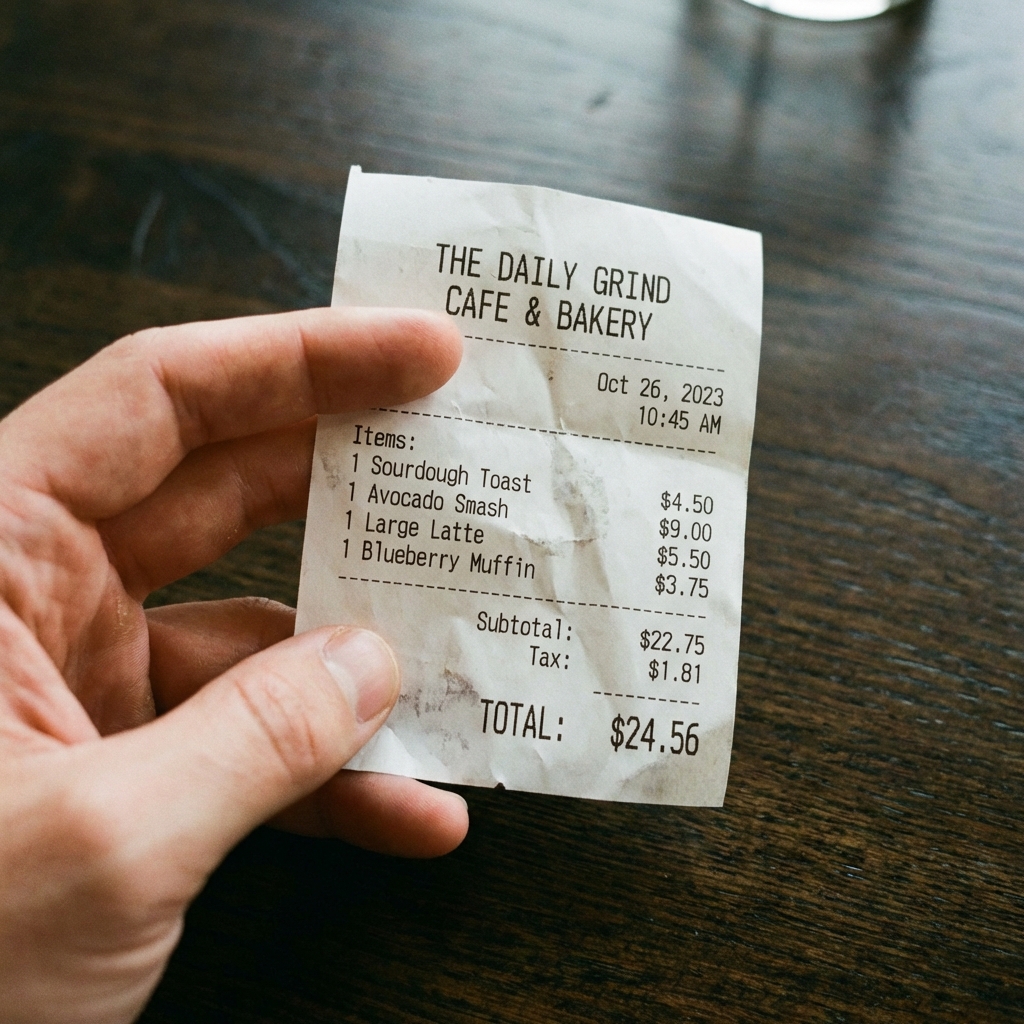 THE DAILY GRIND
CAFE & BAKERY
Oct 26, 2023
10:45 AM
Items:
1 Sourdough Toast $4.50
1 Avocado Smash $9.00
1 Large Latte $5.50
1 Blueberry Muffin $3.75
Subtotal: $22.75
Tax: $1.81
TOTAL: $24.56